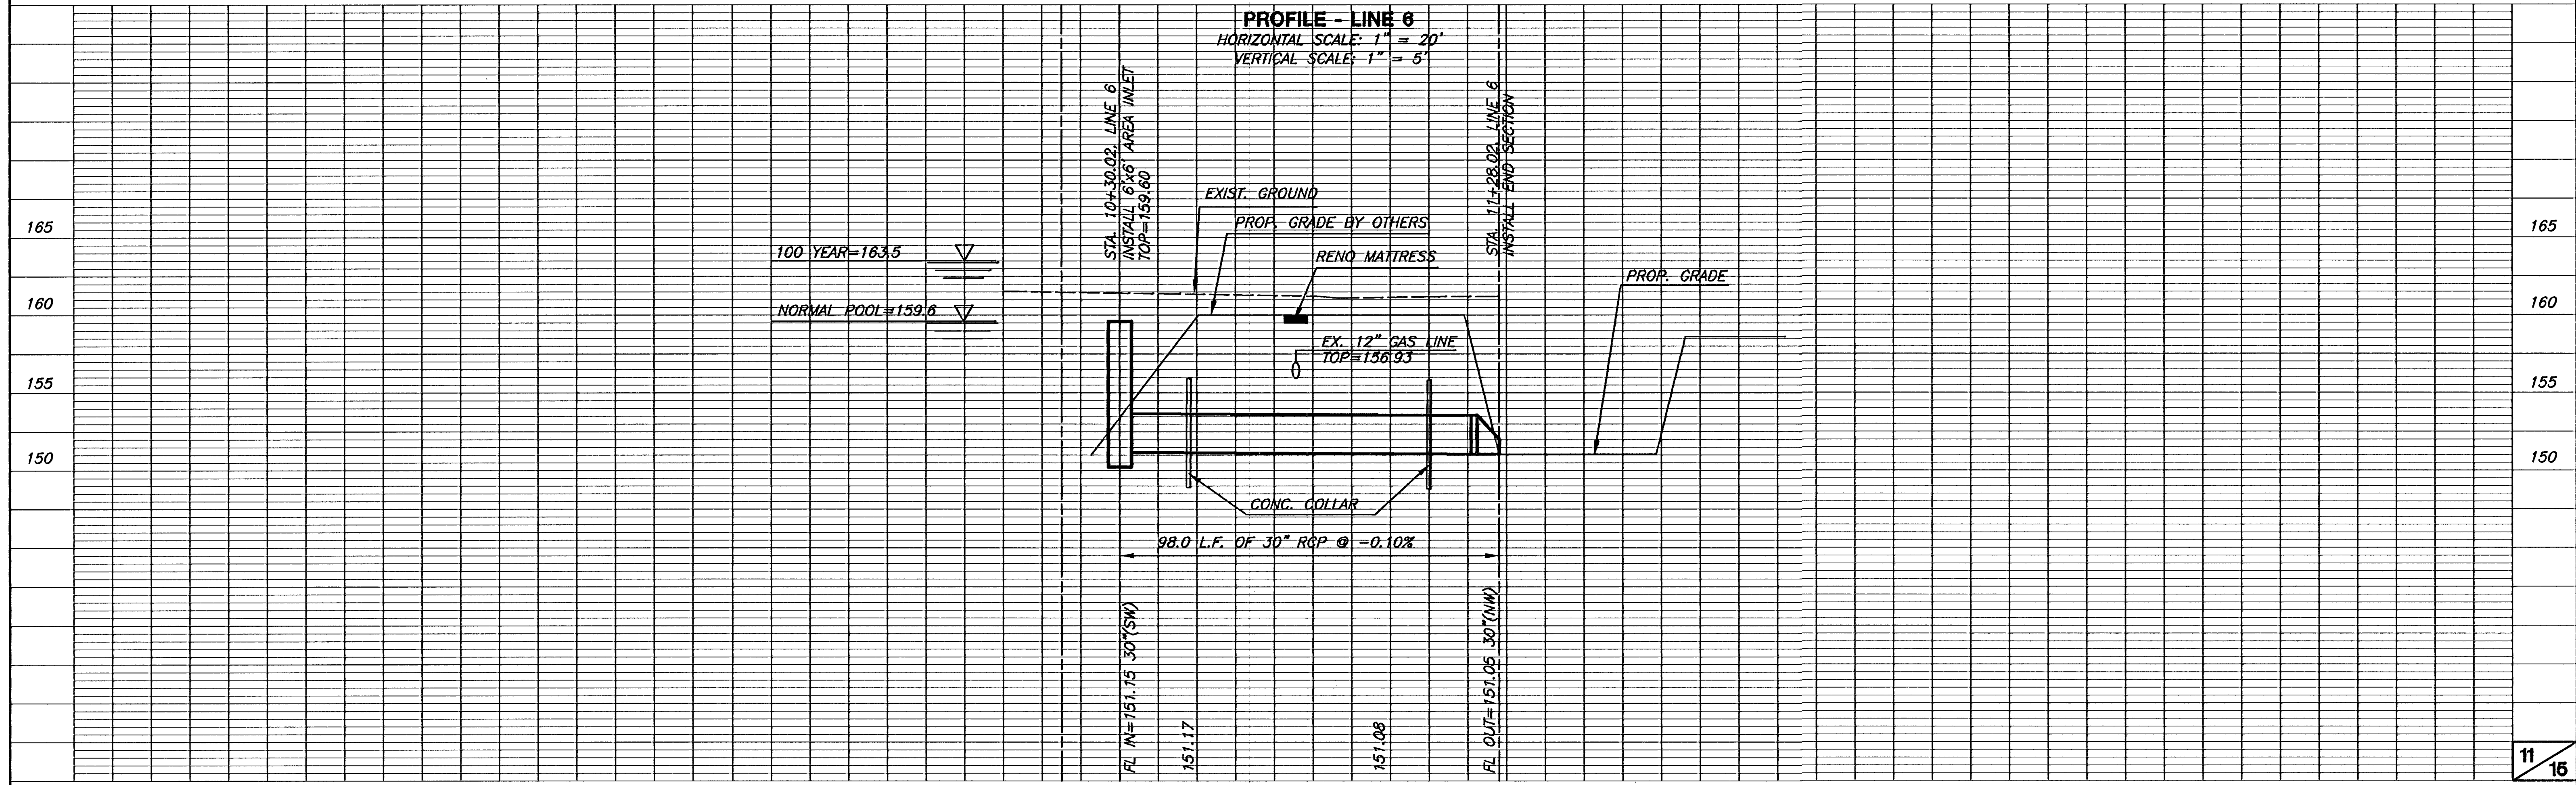 PROFILE - LINE 6
HORIZONTAL SCALE: 1" = 20'
VERTICAL SCALE: 1" = 5'
STA. 10+30.02, LINE 6
INSTALL 6'x6' AREA INLET
TOP=159.60
STA. 11+28.02, LINE 6
INSTALL END SECTION
EXIST. GROUND
PROP. GRADE BY OTHERS
RENO MATTRESS
PROP. GRADE
100 YEAR=163.5
NORMAL POOL=159.6
EX. 12" GAS LINE
TOP=156.93
CONC. COLLAR
98.0 L.F. OF 30" RCP @ -0.10%
FL IN=151.15 30"(SW)
151.17
151.08
FL OUT=151.05 30"(NW)
165
160
155
150
165
160
155
150
11
15